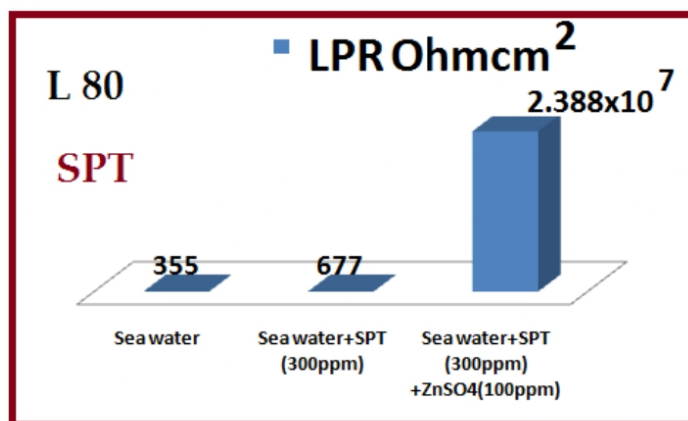 LPR Ohmcm²
L 80
2.388x10⁷
SPT
355
677
Sea water
Sea water+SPT
(300ppm)
Sea water+SPT
(300ppm)
+ZnSO4(100ppm)